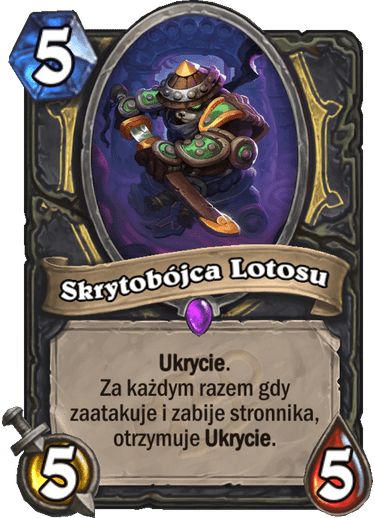 5
Skrytobójca Lotosu
Ukrycie.
Za każdym razem gdy
zaatakuje i zabije stronnika,
otrzymuje Ukrycie.
5
5